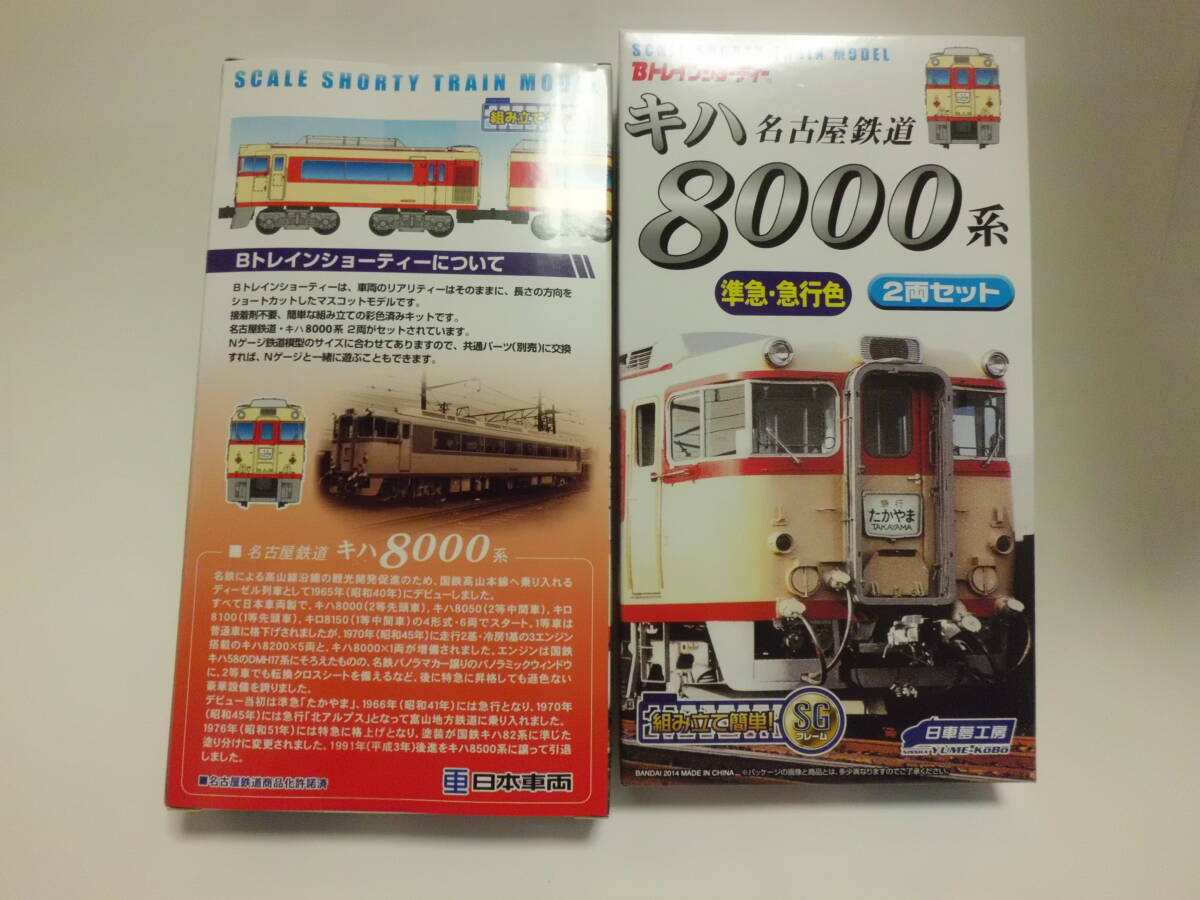 SCALE SHORTY TRAIN MODEL
組み立て
Bトレインショーティーについて
Bトレインショーティーは、車両のリアリティーはそのままに、長さの方向を
ショートカットしたマスコットモデルです。
接着剤不要、簡単な組み立ての彩色済みキットです。
名古屋鉄道・キハ8000系 2両がセットされています。
Nゲージ鉄道模型のサイズに合わせてありますので、共通パーツ(別売)に交換
すれば、Nゲージと一緒に遊ぶこともできます。
■名古屋鉄道 キハ8000系
名鉄による高山線沿線の観光開発促進のため、国鉄高山本線へ乗り入れる
ディーゼル列車として1965年(昭和40年)にデビューしました。
すべて日本車両製で、キハ8000(2等先頭車)、キハ8050(2等中間車)、キロ
8100(1等先頭車)、キロ8150(1等中間車)の4形式・6両でスタート。1等車は
普通車に格下げされましたが、1970年(昭和45年)に走行2基・冷房1基の3エンジン
搭載のキハ8200×5両と、キハ8000×1両が増備されました。エンジンは国鉄
キハ58のDMH17系にそろえたものの、名鉄パノラマカー譲りのパノラミックウィンドウ
に、2等車でも転換クロスシートを備えるなど、後に特急に昇格しても遜色ない
豪華設備を誇りました。
デビュー当初は準急「たかやま」、1966年(昭和41年)には急行となり、1970年
(昭和45年)には急行「北アルプス」となって富山地方鉄道に乗り入れました。
1976年(昭和51年)には特急に格上げとなり、塗装が国鉄キハ82系に準じた
塗り分けに変更されました。1991年(平成3年)後進をキハ8500系に譲って引退
しました。
■名古屋鉄道商品化許諾済
日本車両
SCALE SHORTY TRAIN MODEL
Bトレインショーティー
キハ 名古屋鉄道
8000系
準急・急行色
2両セット
急行
たかやま
TAKAYAMA
組み立て簡単!
SG
フレーム
日車夢工房
NISSHA YUME-KōBō
BANDAI 2014 MADE IN CHINA ※パッケージの画像と商品とは、多少異なりますのでご了承ください。